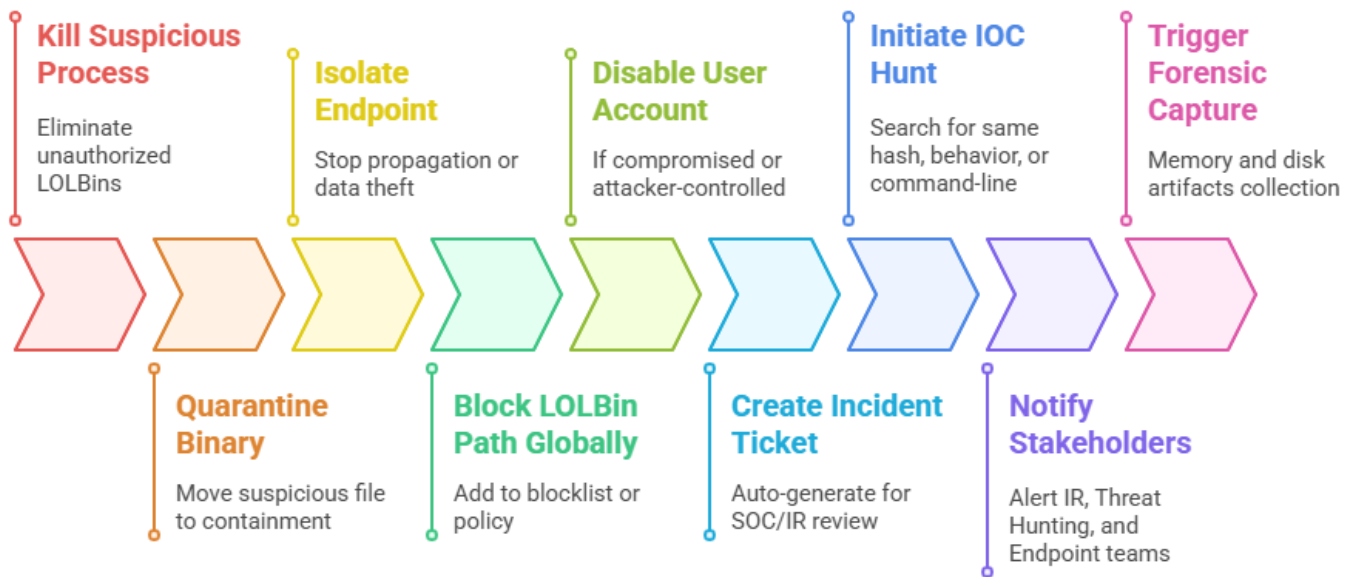 Kill Suspicious
Process
Eliminate
unauthorized
LOLBins
Quarantine
Binary
Move suspicious file
to containment
Isolate
Endpoint
Stop propagation or
data theft
Block LOLBin
Path Globally
Add to blocklist or
policy
Disable User
Account
If compromised or
attacker-controlled
Create Incident
Ticket
Auto-generate for
SOC/IR review
Initiate IOC
Hunt
Search for same
hash, behavior, or
command-line
Notify
Stakeholders
Alert IR, Threat
Hunting, and
Endpoint teams
Trigger
Forensic
Capture
Memory and disk
artifacts collection